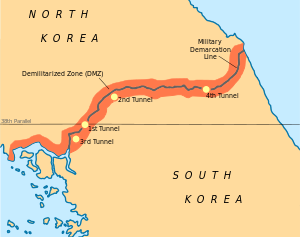 NORTH
KOREA
Military
Demarcation
Line
Demilitarized Zone (DMZ)
4th Tunnel
2nd Tunnel
38th Parallel
1st Tunnel
3rd Tunnel
SOUTH
KOREA